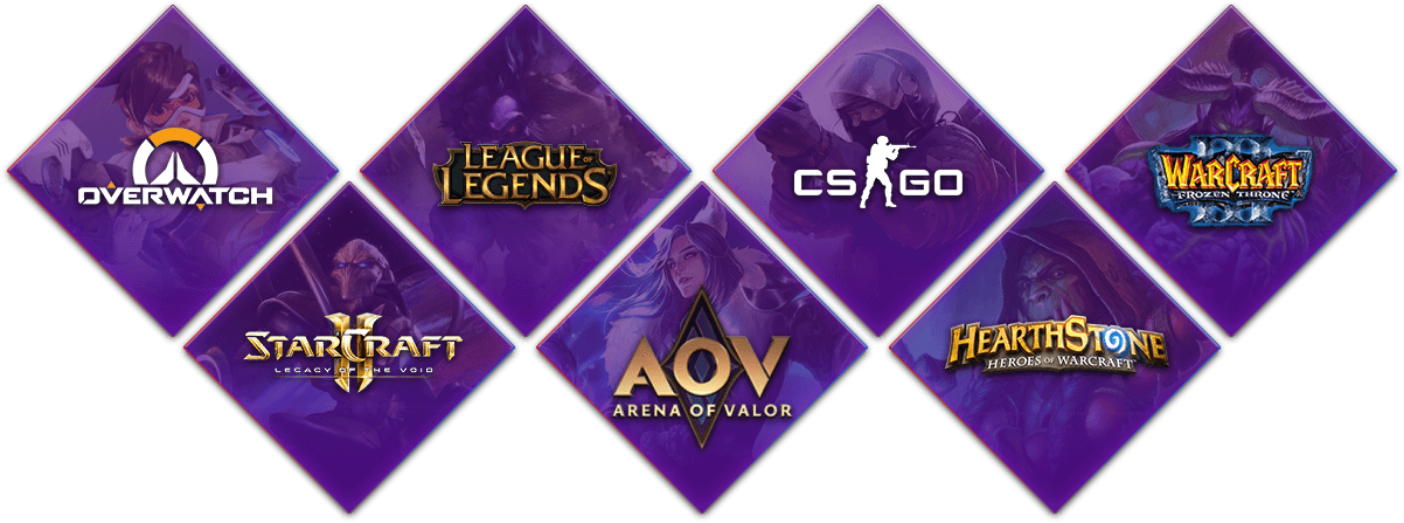 OVERWATCH
LEAGUE OF
LEGENDS
CS GO
WARCRAFT
III
FROZEN THRONE
STARCRAFT
II
LEGACY OF THE VOID
AOV
ARENA OF VALOR
HEARTHSTONE
HEROES OF WARCRAFT